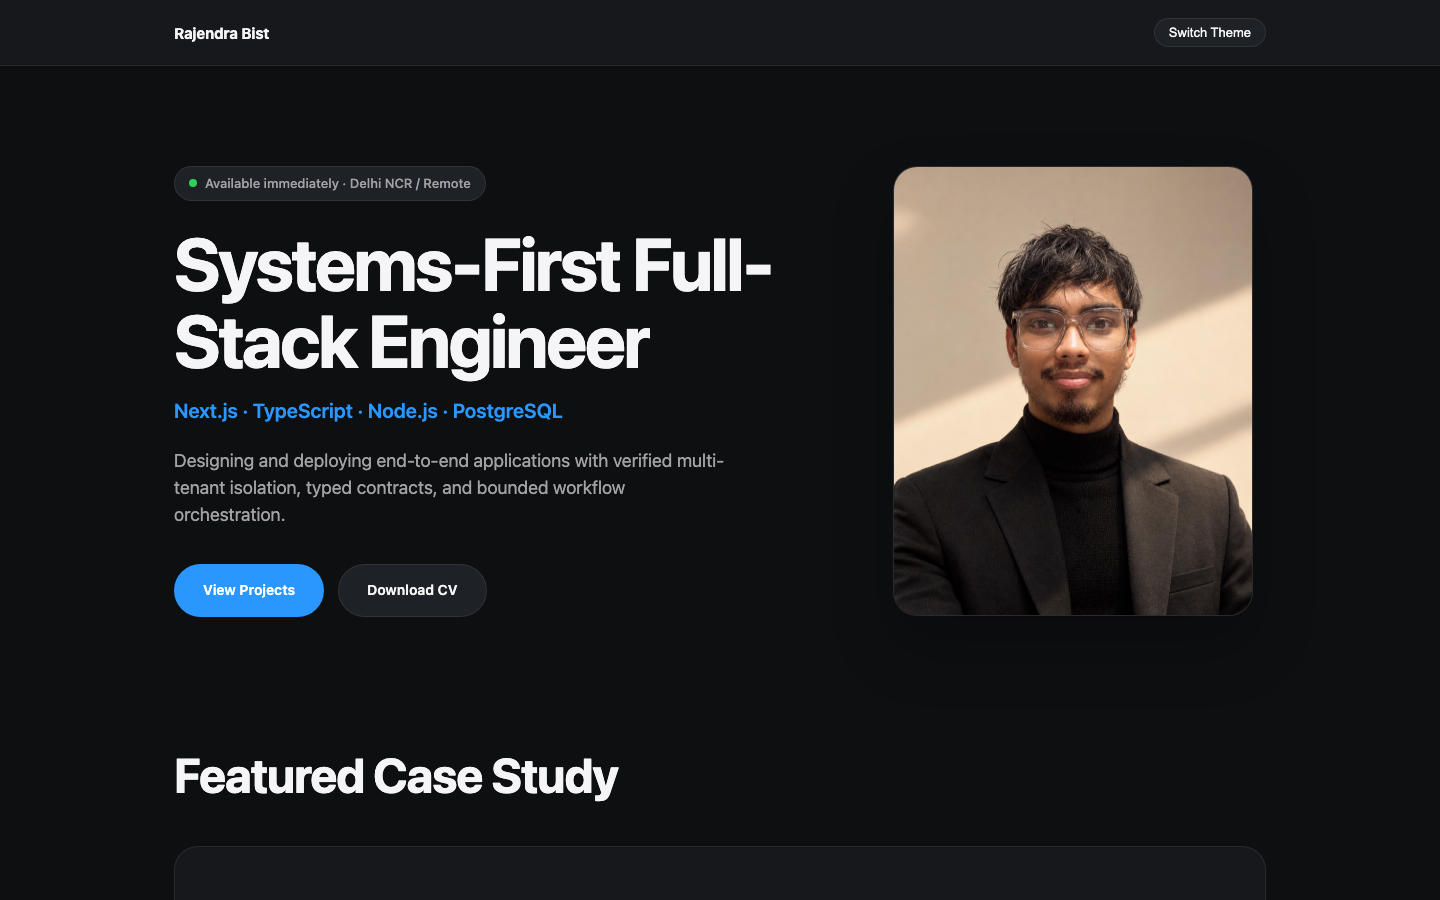 Rajendra Bist
Switch Theme
Available immediately · Delhi NCR / Remote
Systems-First Full-
Stack Engineer
Next.js · TypeScript · Node.js · PostgreSQL
Designing and deploying end-to-end applications with verified multi-
tenant isolation, typed contracts, and bounded workflow
orchestration.
View Projects
Download CV
Featured Case Study